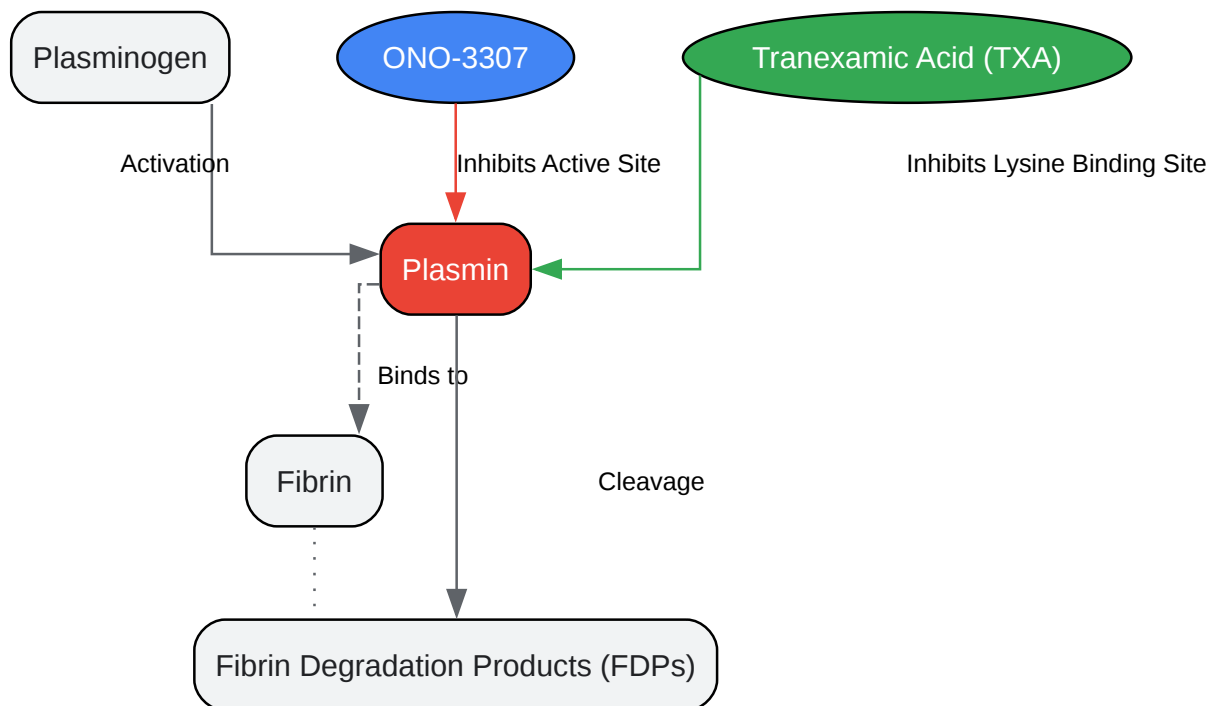 Plasminogen
ONO-3307
Tranexamic Acid (TXA)
Activation
Inhibits Active Site
Inhibits Lysine Binding Site
Plasmin
Binds to
Fibrin
Cleavage
Fibrin Degradation Products (FDPs)